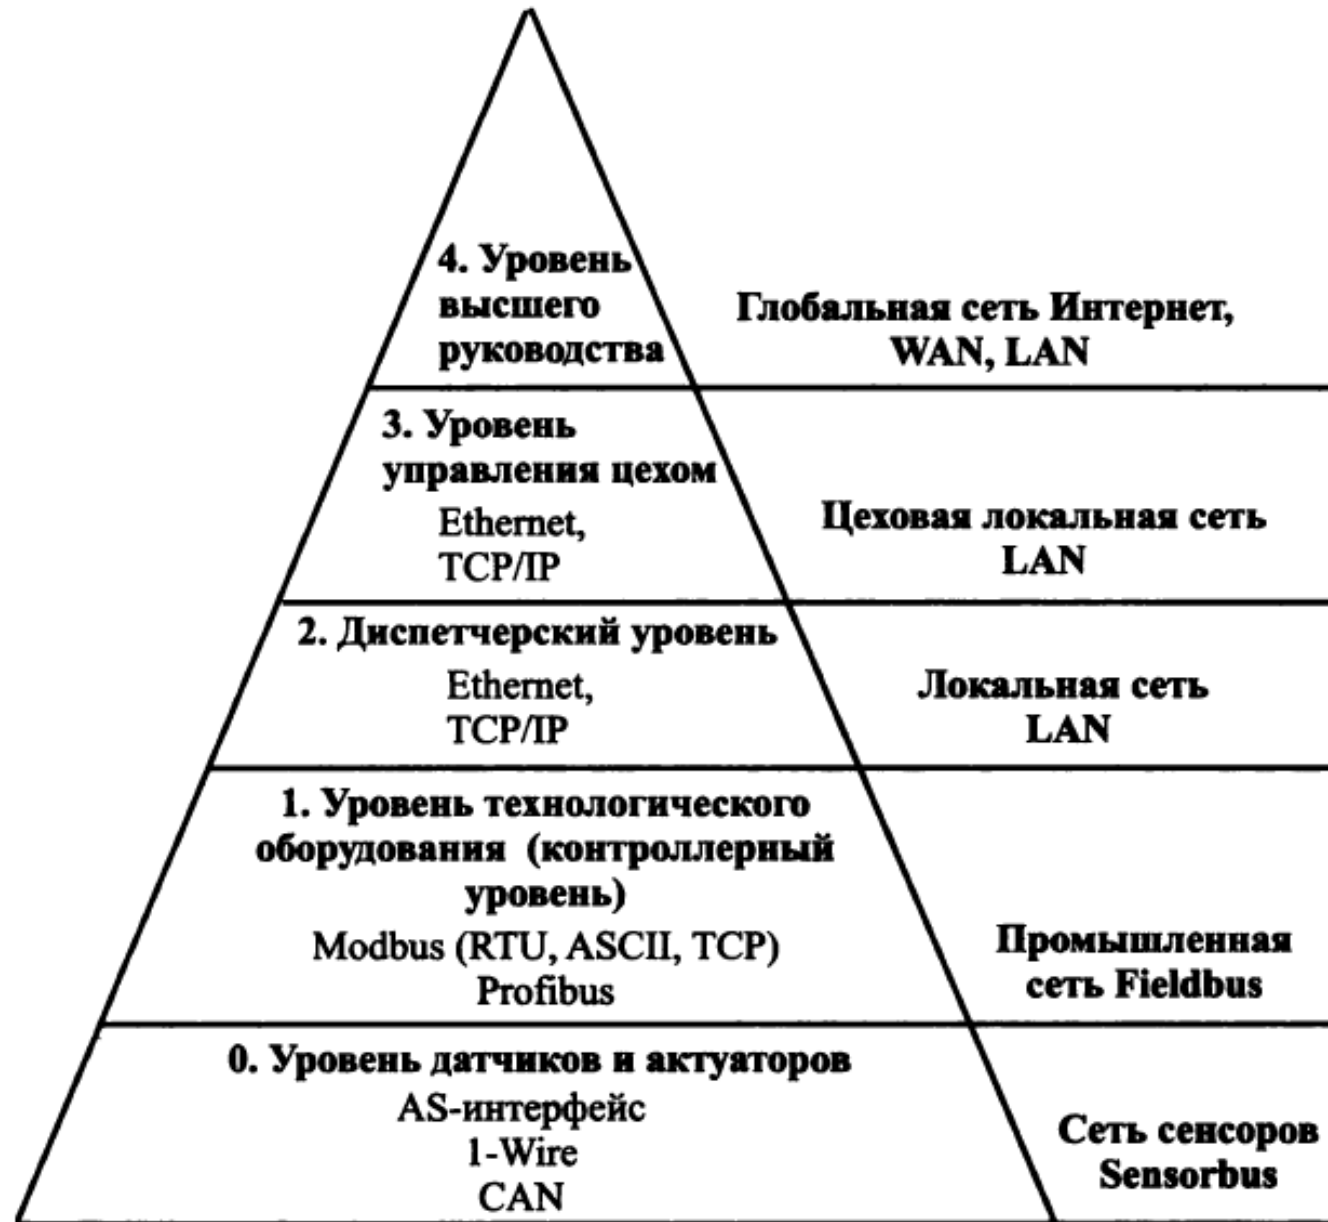 4. Уровень
высшего
руководства
Глобальная сеть Интернет,
WAN, LAN
3. Уровень
управления цехом
Ethernet,
TCP/IP
Цеховая локальная сеть
LAN
2. Диспетчерский уровень
Ethernet,
TCP/IP
Локальная сеть
LAN
1. Уровень технологического
оборудования (контроллерный
уровень)
Modbus (RTU, ASCII, TCP)
Profibus
Промышленная
сеть Fieldbus
0. Уровень датчиков и актуаторов
AS-интерфейс
1-Wire
CAN
Сеть сенсоров
Sensorbus